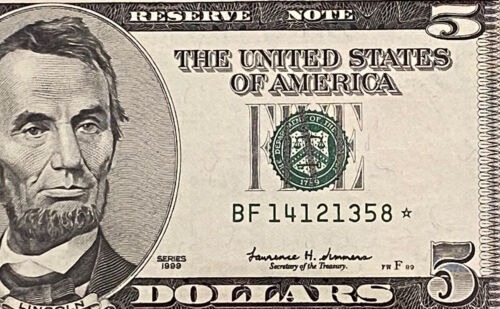 RESERVE NOTE
5
THE UNITED STATES
OF AMERICA
FIVE
THE DEPARTMENT OF THE
1789
BF 14121358 ★
Lawrence H. Summers
Secretary of the Treasury.
SERIES
1999
FW F 89
5
LINCOLN
DOLLARS